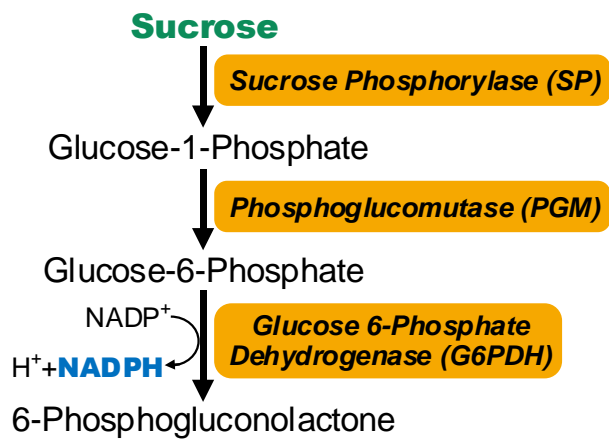 Sucrose
Sucrose Phosphorylase (SP)
Glucose-1-Phosphate
Phosphoglucomutase (PGM)
Glucose-6-Phosphate
NADP⁺
Glucose 6-Phosphate
Dehydrogenase (G6PDH)
H⁺+NADPH
6-Phosphogluconolactone